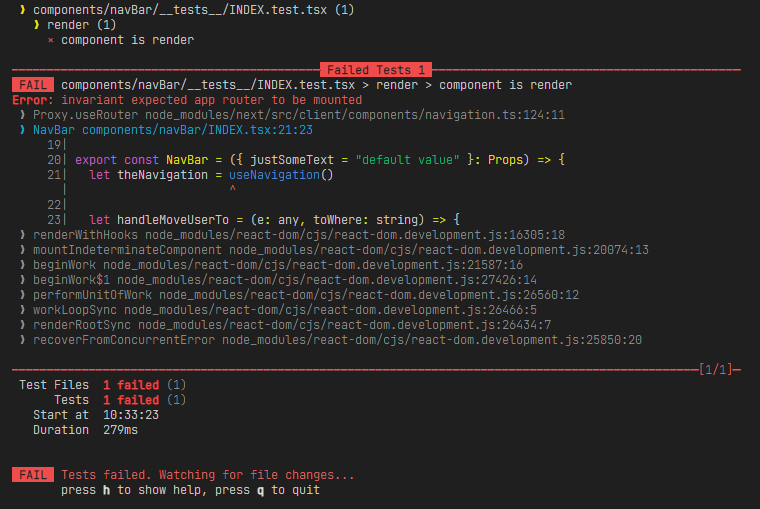 ❯ components/navBar/__tests__/INDEX.test.tsx (1)
❯ render (1)
× component is render
Failed Tests 1
FAIL components/navBar/__tests__/INDEX.test.tsx > render > component is render
Error: invariant expected app router to be mounted
❯ Proxy.useRouter node_modules/next/src/client/components/navigation.ts:124:11
❯ NavBar components/navBar/INDEX.tsx:21:23
19|
20| export const NavBar = ({ justSomeText = "default value" }: Props) => {
21|   let theNavigation = useNavigation()
|                       ^
22|
23|   let handleMoveUserTo = (e: any, toWhere: string) => {
❯ renderWithHooks node_modules/react-dom/cjs/react-dom.development.js:16305:18
❯ mountIndeterminateComponent node_modules/react-dom/cjs/react-dom.development.js:20074:13
❯ beginWork node_modules/react-dom/cjs/react-dom.development.js:21587:16
❯ beginWork$1 node_modules/react-dom/cjs/react-dom.development.js:27426:14
❯ performUnitOfWork node_modules/react-dom/cjs/react-dom.development.js:26560:12
❯ workLoopSync node_modules/react-dom/cjs/react-dom.development.js:26466:5
❯ renderRootSync node_modules/react-dom/cjs/react-dom.development.js:26434:7
❯ recoverFromConcurrentError node_modules/react-dom/cjs/react-dom.development.js:25850:20
[1/1]
Test Files 1 failed (1)
Tests 1 failed (1)
Start at 10:33:23
Duration 279ms
FAIL Tests failed. Watching for file changes...
press h to show help, press q to quit